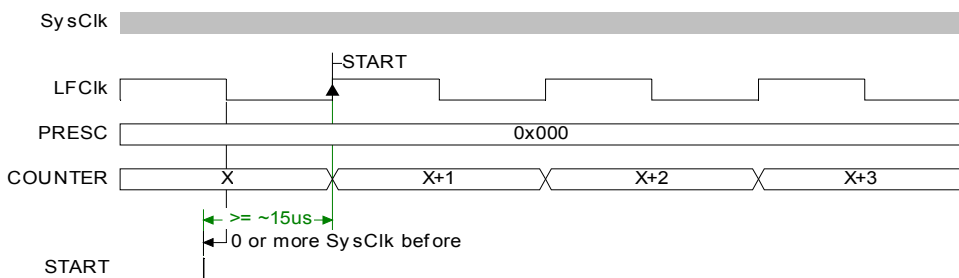 SysClk
START
LFClk
PRESC
0x000
COUNTER
X
X+1
X+2
X+3
>= ~15us
0 or more SysClk before
START